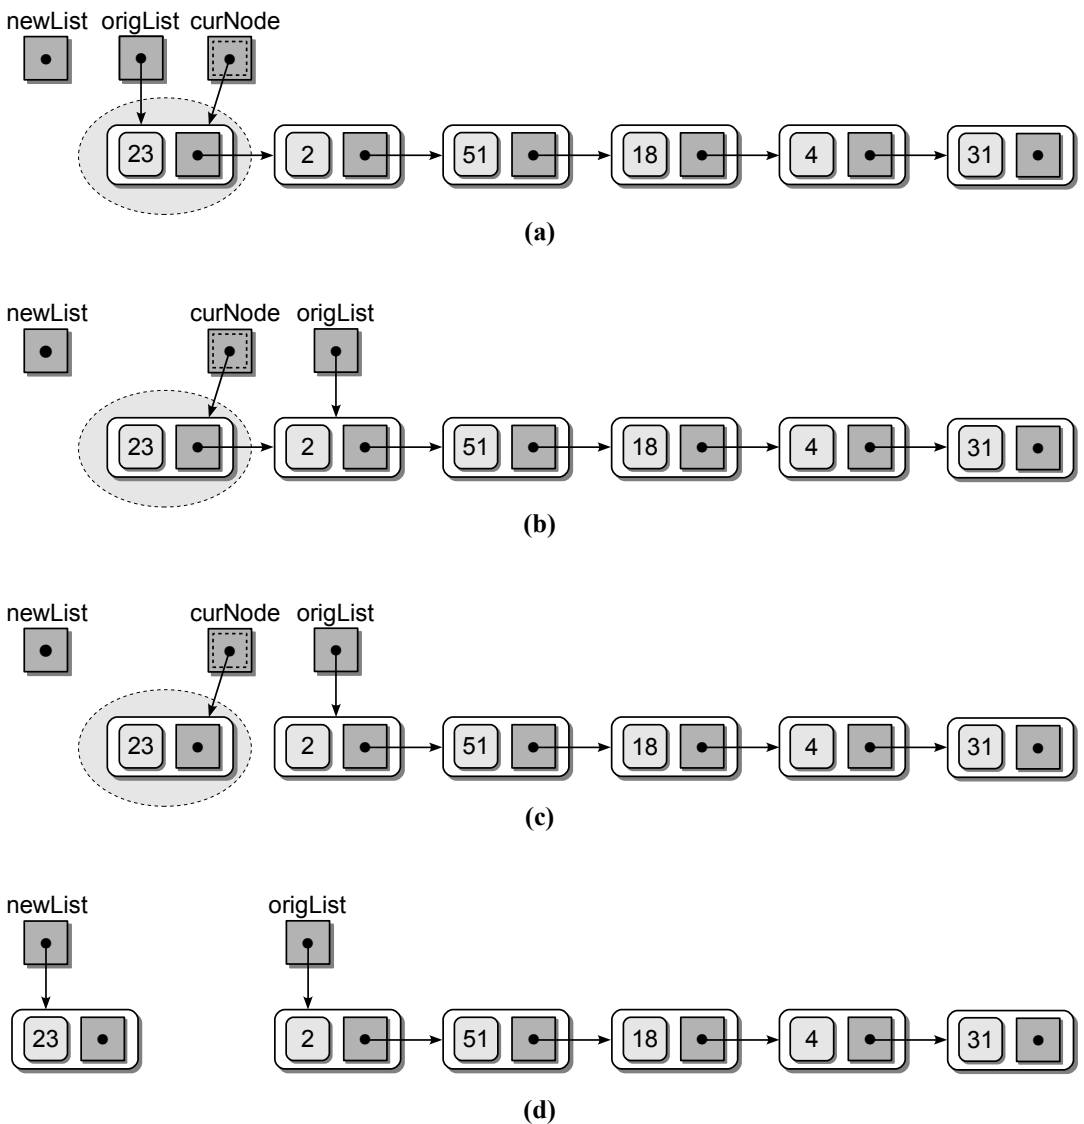 newList origList curNode
23 2 51 18 4 31
(a)
newList curNode origList
23 2 51 18 4 31
(b)
newList curNode origList
23 2 51 18 4 31
(c)
newList origList
23 2 51 18 4 31
(d)